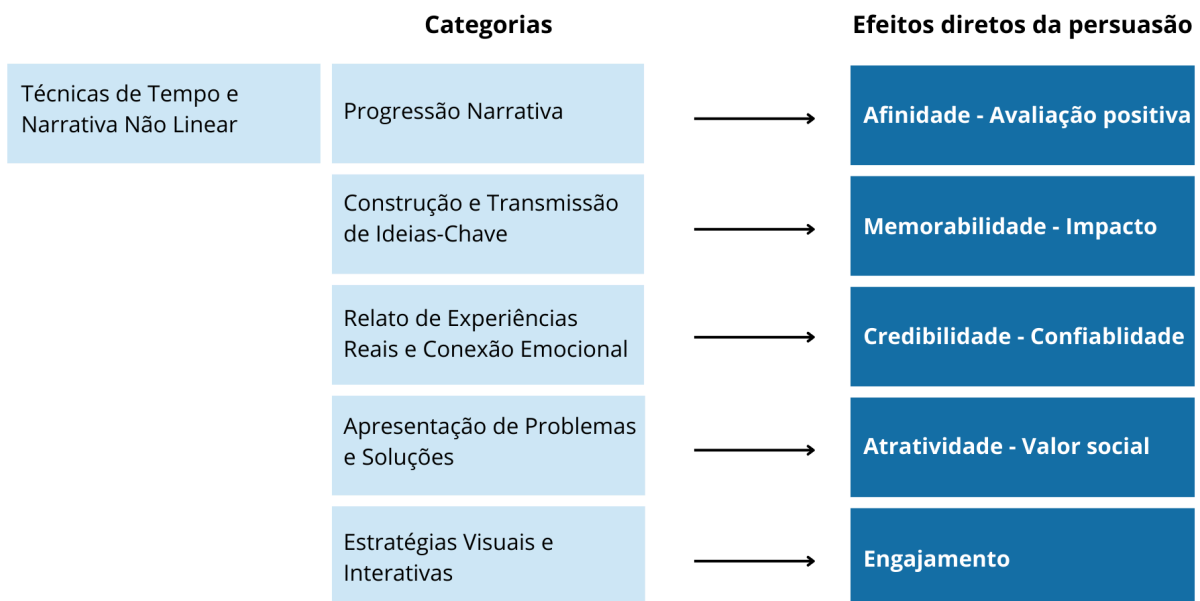 Categorias
Efeitos diretos da persuasão
Técnicas de Tempo e
Narrativa Não Linear
Progressão Narrativa
Afinidade - Avaliação positiva
Construção e Transmissão
de Ideias-Chave
Memorabilidade - Impacto
Relato de Experiências
Reais e Conexão Emocional
Credibilidade - Confiablidade
Apresentação de Problemas
e Soluções
Atratividade - Valor social
Estratégias Visuais e
Interativas
Engajamento